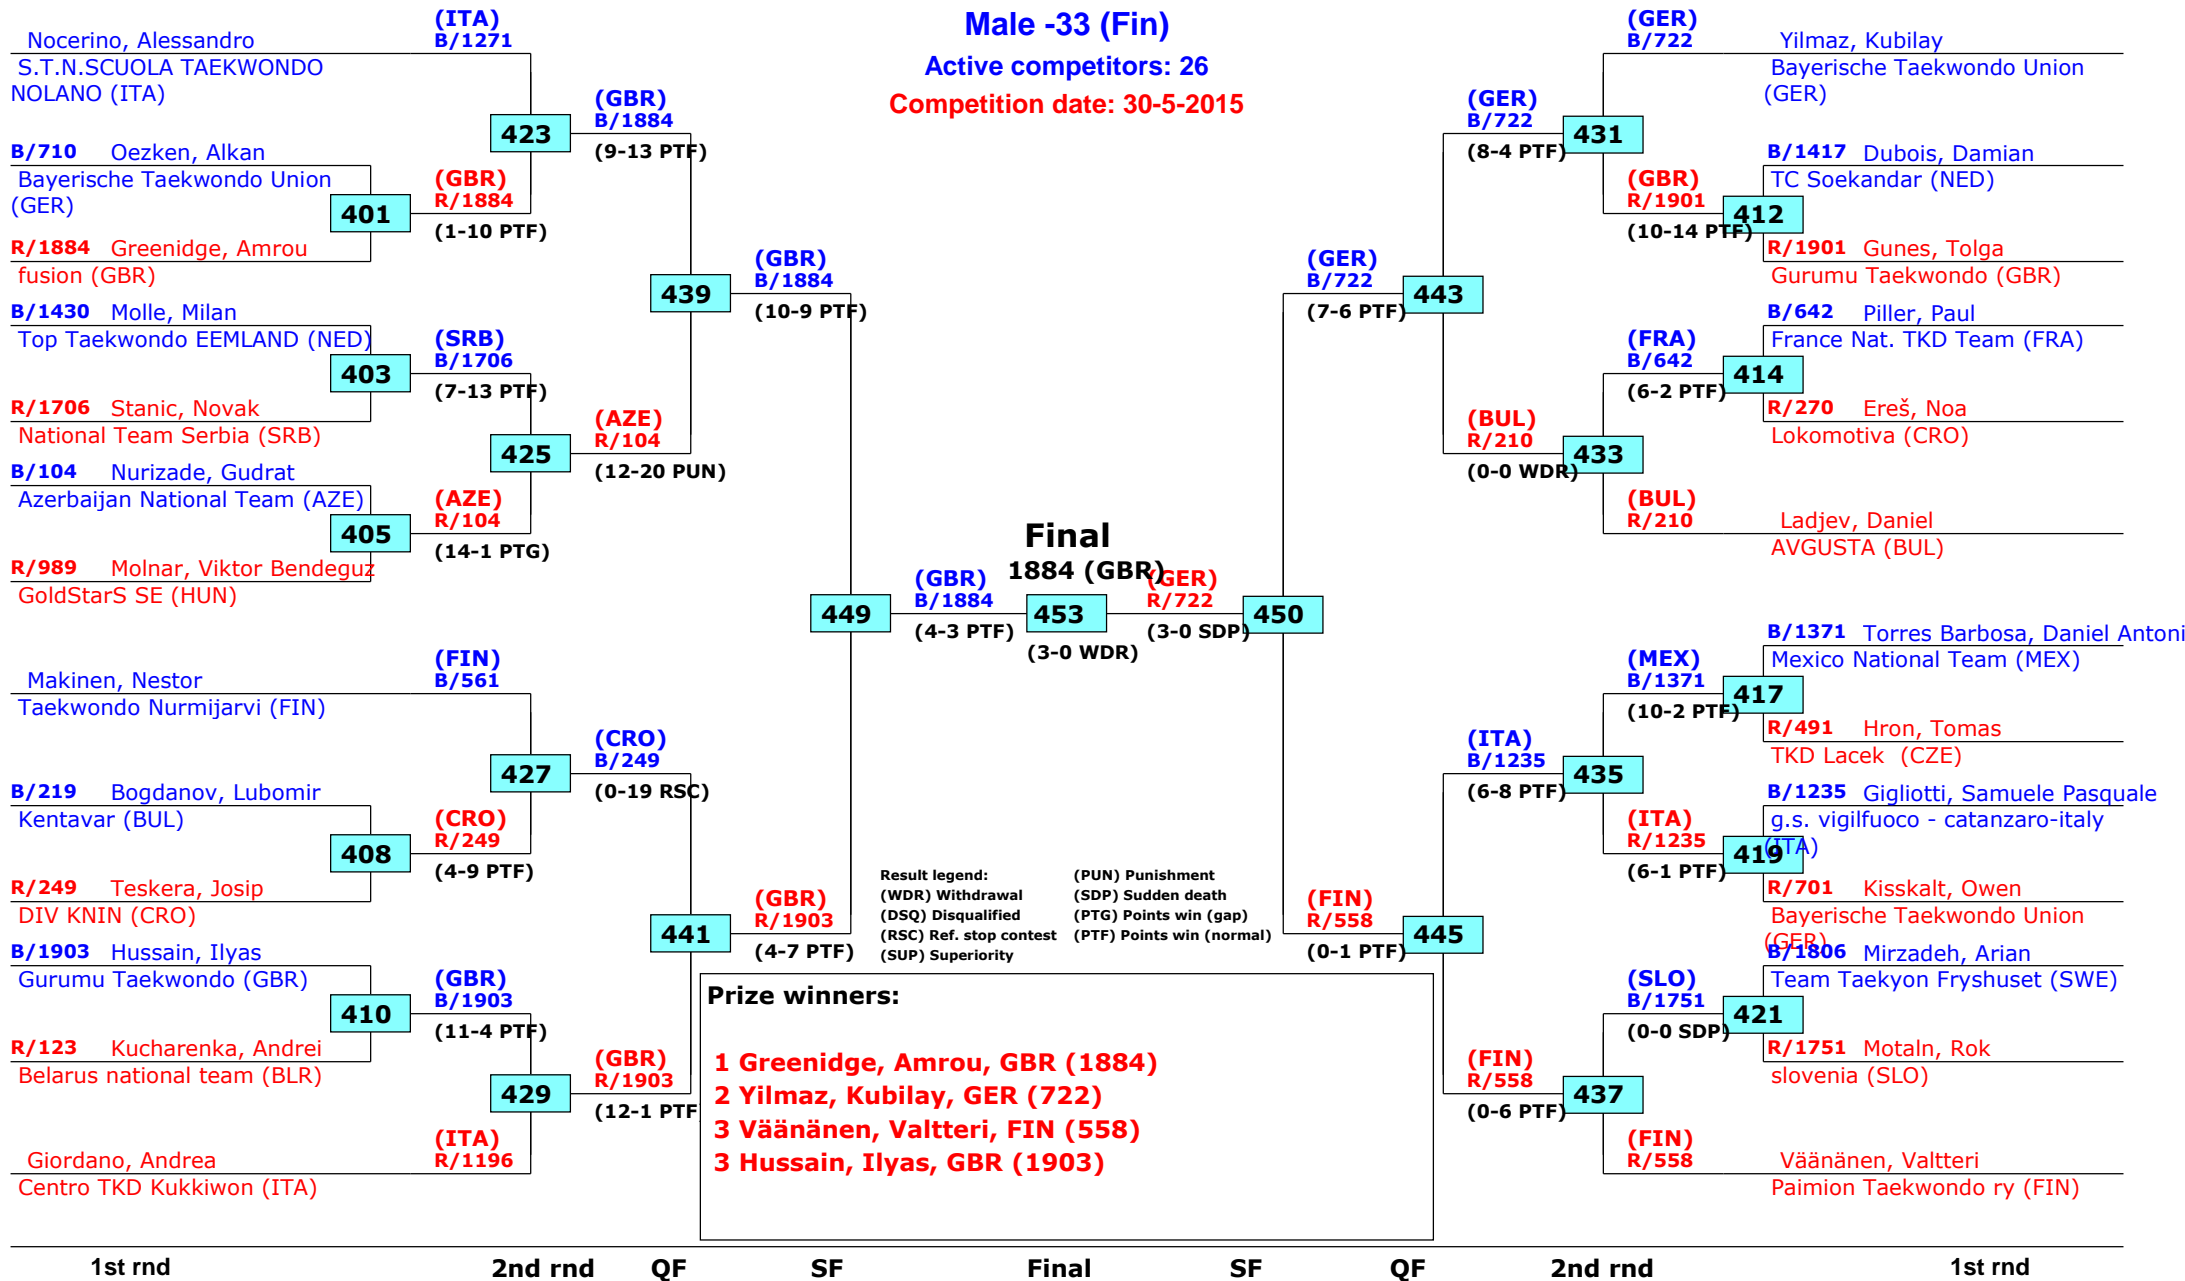 Male -33 (Fin)
Active competitors: 26
Competition date: 30-5-2015
Nocerino, Alessandro
S.T.N.SCUOLA TAEKWONDO
NOLANO (ITA)
(ITA)
B/1271
B/710 Oezken, Alkan
Bayerische Taekwondo Union
(GER)
401
R/1884 Greenidge, Amrou
fusion (GBR)
(GBR)
R/1884
(1-10 PTF)
423
(GBR)
B/1884
(9-13 PTF)
B/1430 Molle, Milan
Top Taekwondo EEMLAND (NED)
403
R/1706 Stanic, Novak
National Team Serbia (SRB)
(SRB)
B/1706
(7-13 PTF)
B/104 Nurizade, Gudrat
Azerbaijan National Team (AZE)
405
R/989 Molnar, Viktor Bendeguz
GoldStarS SE (HUN)
(AZE)
R/104
(14-1 PTG)
425
(AZE)
R/104
(12-20 PUN)
439
(GBR)
B/1884
(10-9 PTF)
Makinen, Nestor
Taekwondo Nurmijarvi (FIN)
(FIN)
B/561
B/219 Bogdanov, Lubomir
Kentavar (BUL)
408
R/249 Teskera, Josip
DIV KNIN (CRO)
(CRO)
R/249
(4-9 PTF)
427
(CRO)
B/249
(0-19 RSC)
B/1903 Hussain, Ilyas
Gurumu Taekwondo (GBR)
410
R/123 Kucharenka, Andrei
Belarus national team (BLR)
(GBR)
B/1903
(11-4 PTF)
Giordano, Andrea
Centro TKD Kukkiwon (ITA)
(ITA)
R/1196
429
(GBR)
R/1903
(12-1 PTF
441
(GBR)
R/1903
(4-7 PTF)
449
(GBR)
B/1884
(4-3 PTF)
Final
1884 (GBR)
453
(3-0 WDR)
(GER)
R/722
(3-0 SDP)
450
(GER)
B/722
(7-6 PTF)
443
(GER)
B/722
(8-4 PTF)
431
(GER)
B/722
Yilmaz, Kubilay
Bayerische Taekwondo Union
(GER)
B/1417 Dubois, Damian
TC Soekandar (NED)
412
R/1901 Gunes, Tolga
Gurumu Taekwondo (GBR)
(GBR)
R/1901
(10-14 PTF)
B/642 Piller, Paul
France Nat. TKD Team (FRA)
414
R/270 Ereš, Noa
Lokomotiva (CRO)
(FRA)
B/642
(6-2 PTF)
433
(BUL)
R/210
(0-0 WDR)
(BUL)
R/210
Ladjev, Daniel
AVGUSTA (BUL)
B/1371 Torres Barbosa, Daniel Antoni
Mexico National Team (MEX)
417
R/491 Hron, Tomas
TKD Lacek (CZE)
(MEX)
B/1371
(10-2 PTF)
435
(ITA)
B/1235
(6-8 PTF)
B/1235 Gigliotti, Samuele Pasquale
g.s. vigilfuoco - catanzaro-italy
(ITA)
419
R/701 Kisskalt, Owen
Bayerische Taekwondo Union
(GER)
(ITA)
R/1235
(6-1 PTF)
B/1806 Mirzadeh, Arian
Team Taekyon Fryshuset (SWE)
421
R/1751 Motaln, Rok
slovenia (SLO)
(SLO)
B/1751
(0-0 SDP)
437
(FIN)
R/558
(0-6 PTF)
(FIN)
R/558
Väänänen, Valtteri
Paimion Taekwondo ry (FIN)
445
(FIN)
R/558
(0-1 PTF)
Result legend:
(WDR) Withdrawal
(DSQ) Disqualified
(RSC) Ref. stop contest
(SUP) Superiority
(PUN) Punishment
(SDP) Sudden death
(PTG) Points win (gap)
(PTF) Points win (normal)
Prize winners:
1 Greenidge, Amrou, GBR (1884)
2 Yilmaz, Kubilay, GER (722)
3 Väänänen, Valtteri, FIN (558)
3 Hussain, Ilyas, GBR (1903)
1st rnd 2nd rnd QF SF Final SF QF 2nd rnd 1st rnd